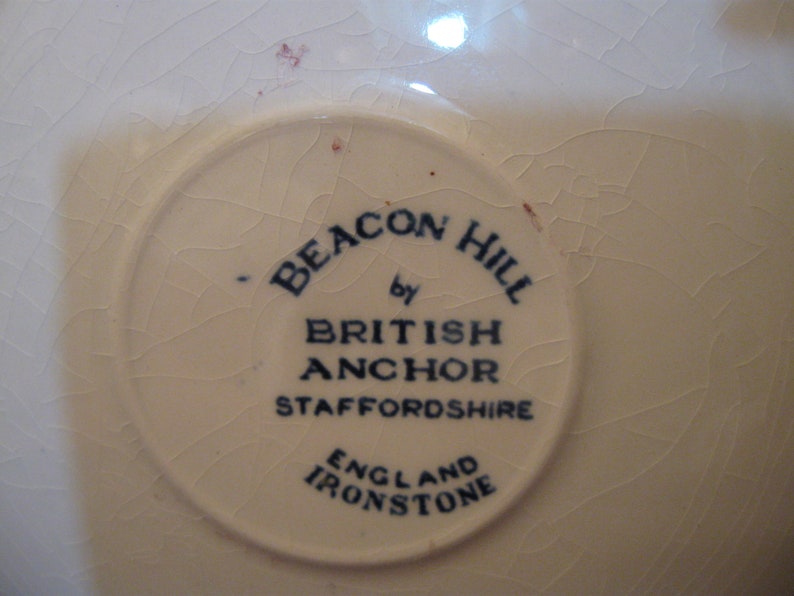 BEACON HILL
by
BRITISH
ANCHOR
STAFFORDSHIRE
ENGLAND
IRONSTONE